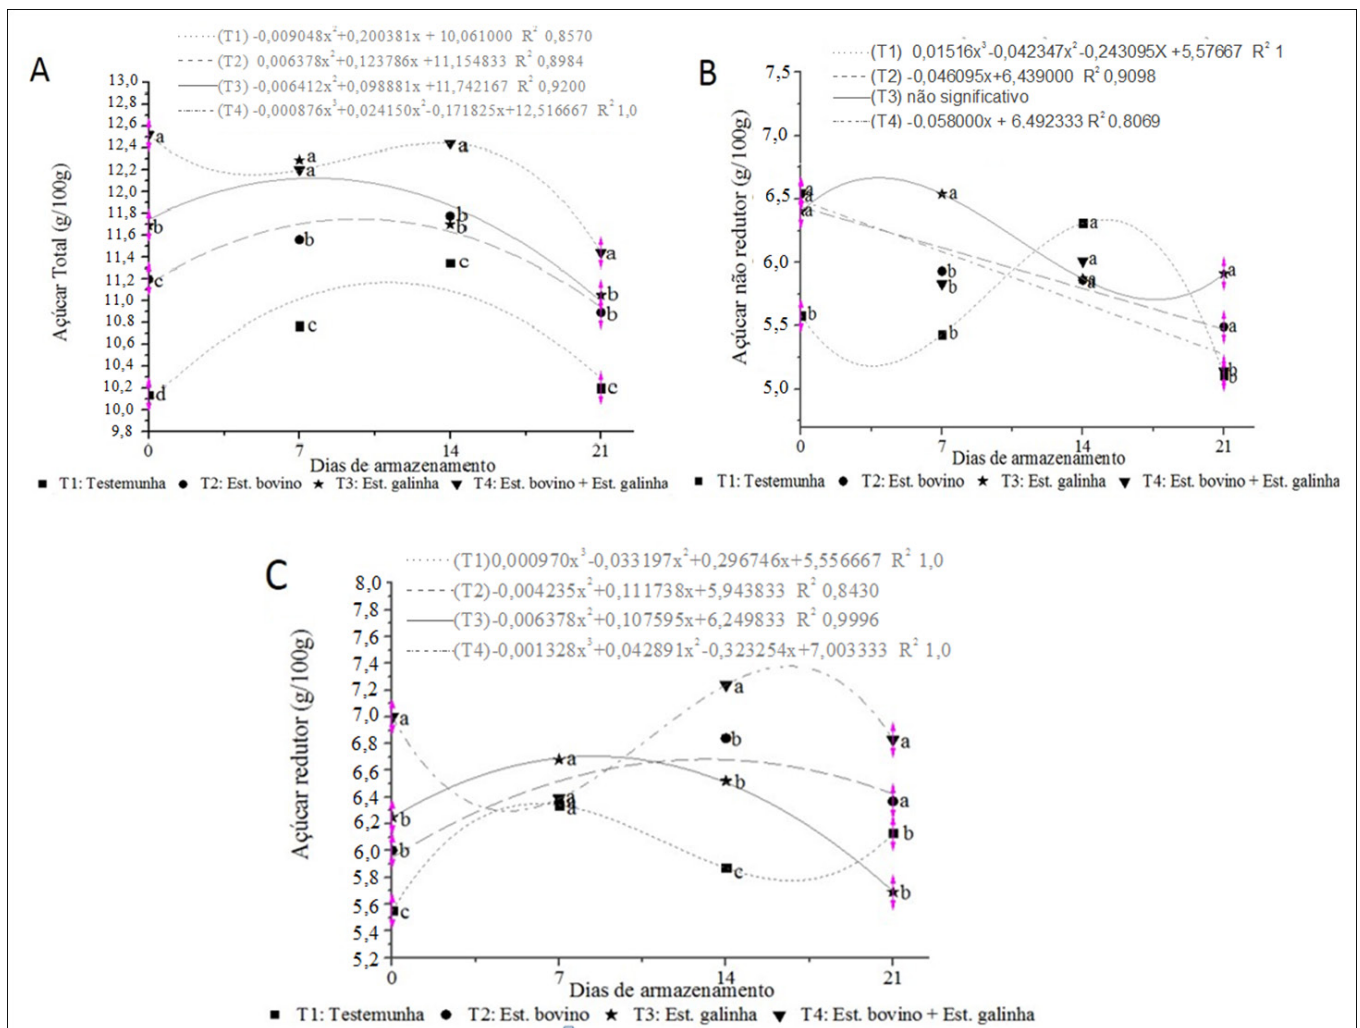 A
(T1) -0,009048x²+0,200381x + 10,061000 R² 0,8570
(T2) 0,006378x²+0,123786x +11,154833 R² 0,8984
(T3) -0,006412x²+0,098881x +11,742167 R² 0,9200
(T4) -0,000876x³+0,024150x²-0,171825x+12,516667 R² 1,0
Açúcar Total (g/100g)
13,0
12,8
12,6
12,4
12,2
12,0
11,8
11,6
11,4
11,2
11,0
10,8
10,6
10,4
10,2
10,0
9,8
a
b
c
d
a
a
b
c
a
b
b
c
a
b
b
c
0 7 14 21
Dias de armazenamento
T1: Testemunha T2: Est. bovino T3: Est. galinha T4: Est. bovino + Est. galinha
B
(T1) 0,01516x³-0,042347x²-0,243095X +5,57667 R² 1
(T2) -0,046095x+6,439000 R² 0,9098
(T3) não significativo
(T4) -0,058000x + 6,492333 R² 0,8069
Açúcar não redutor (g/100g)
7,5
7,0
6,5
6,0
5,5
5,0
a
a
a
b
a
b
b
b
a
a
a
a
a
a
b
b
0 7 14 21
Dias de armazenamento
T1: Testemunha T2: Est. bovino T3: Est. galinha T4: Est. bovino + Est. galinha
C
(T1)0,000970x³-0,033197x²+0,296746x+5,556667 R² 1,0
(T2)-0,004235x²+0,111738x+5,943833 R² 0,8430
(T3)-0,006378x²+0,107595x+6,249833 R² 0,9996
(T4)-0,001328x³+0,042891x²-0,323254x+7,003333 R² 1,0
Açúcar redutor (g/100g)
8,0
7,8
7,6
7,4
7,2
7,0
6,8
6,6
6,4
6,2
6,0
5,8
5,6
5,4
5,2
a
b
b
c
a
a
a
a
a
b
b
c
a
a
b
b
0 7 14 21
Dias de armazenamento
T1: Testemunha T2: Est. bovino T3: Est. galinha T4: Est. bovino + Est. galinha